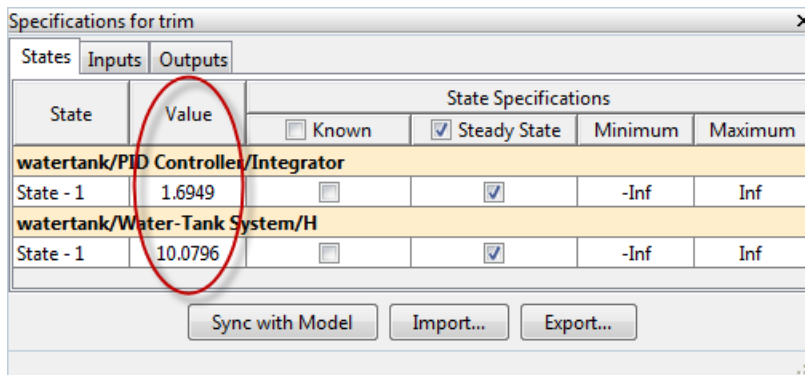 Specifications for trim x
States Inputs Outputs
State Value State Specifications
Known Steady State Minimum Maximum
watertank/PID Controller/Integrator
State - 1 1.6949 -Inf Inf
watertank/Water-Tank System/H
State - 1 10.0796 -Inf Inf
Sync with Model Import... Export...